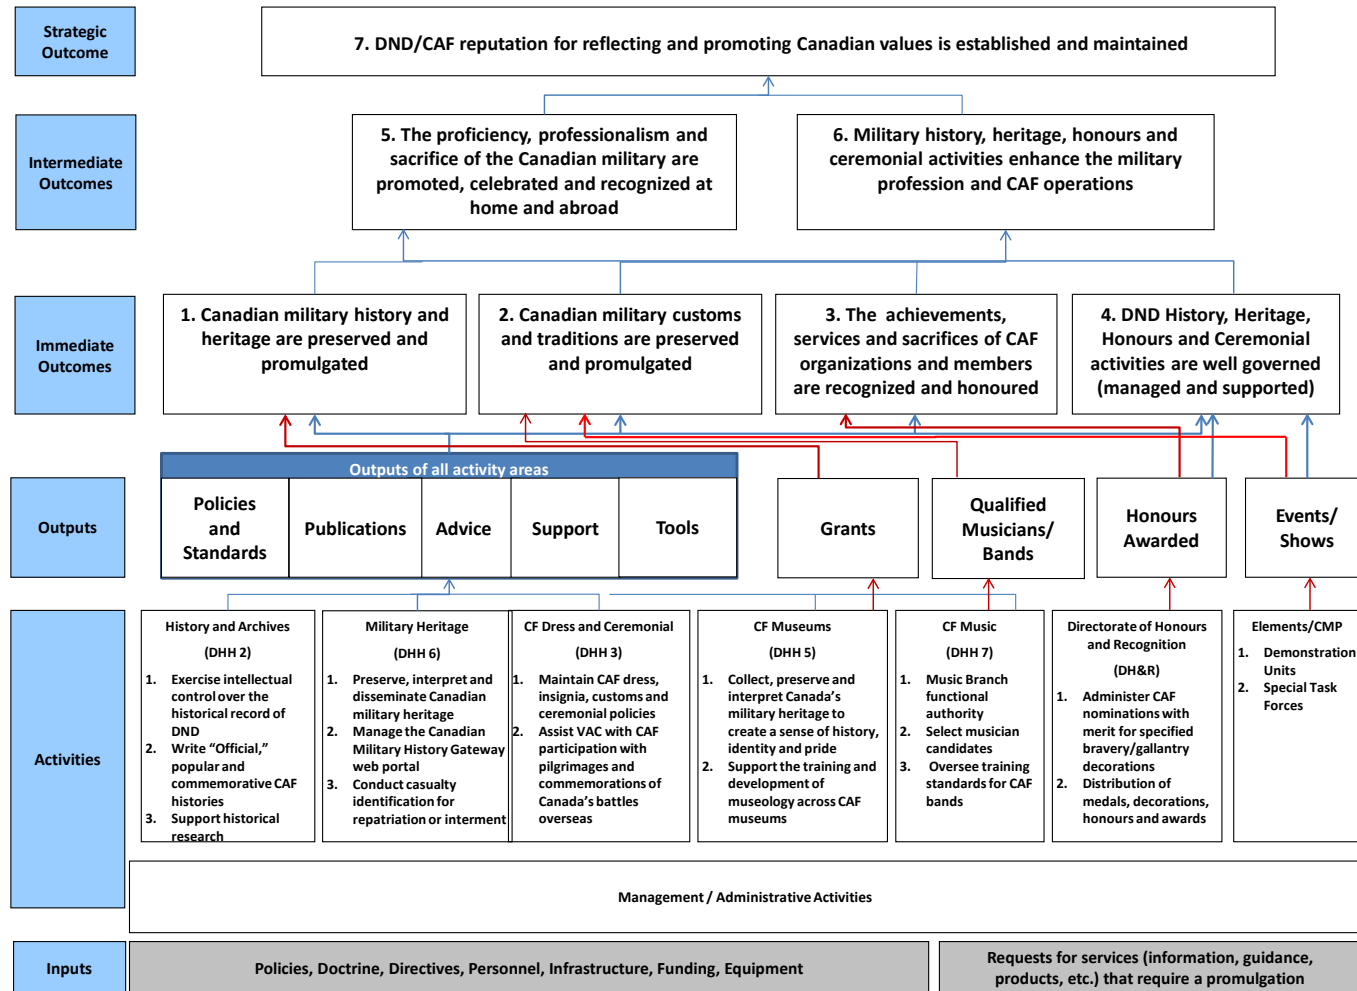 Strategic
Outcome
7. DND/CAF reputation for reflecting and promoting Canadian values is established and maintained
Intermediate
Outcomes
5. The proficiency, professionalism and
sacrifice of the Canadian military are
promoted, celebrated and recognized at
home and abroad
6. Military history, heritage, honours and
ceremonial activities enhance the military
profession and CAF operations
Immediate
Outcomes
1. Canadian military history and
heritage are preserved and
promulgated
2. Canadian military customs
and traditions are preserved
and promulgated
3. The achievements,
services and sacrifices of CAF
organizations and members
are recognized and honoured
4. DND History, Heritage,
Honours and Ceremonial
activities are well governed
(managed and supported)
Outputs
Outputs of all activity areas
Policies
and
Standards
Publications
Advice
Support
Tools
Grants
Qualified
Musicians/
Bands
Honours
Awarded
Events/
Shows
Activities
History and Archives
(DHH 2)
1. Exercise intellectual
control over the
historical record of
DND
2. Write “Official,”
popular and
commemorative CAF
histories
3. Support historical
research
Military Heritage
(DHH 6)
1. Preserve, interpret and
disseminate Canadian
military heritage
2. Manage the Canadian
Military History Gateway
web portal
3. Conduct casualty
identification for
repatriation or interment
CF Dress and Ceremonial
(DHH 3)
1. Maintain CAF dress,
insignia, customs and
ceremonial policies
2. Assist VAC with CAF
participation with
pilgrimages and
commemorations of
Canada’s battles
overseas
CF Museums
(DHH 5)
1. Collect, preserve and
interpret Canada’s
military heritage to
create a sense of history,
identity and pride
2. Support the training and
development of
museology across CAF
museums
CF Music
(DHH 7)
1. Music Branch
functional
authority
2. Select musician
candidates
3. Oversee training
standards for CAF
bands
Directorate of Honours
and Recognition
(DH&R)
1. Administer CAF
nominations with
merit for specified
bravery/gallantry
decorations
2. Distribution of
medals, decorations,
honours and awards
Elements/CMP
1. Demonstration
Units
2. Special Task
Forces
Management / Administrative Activities
Inputs
Policies, Doctrine, Directives, Personnel, Infrastructure, Funding, Equipment
Requests for services (information, guidance,
products, etc.) that require a promulgation